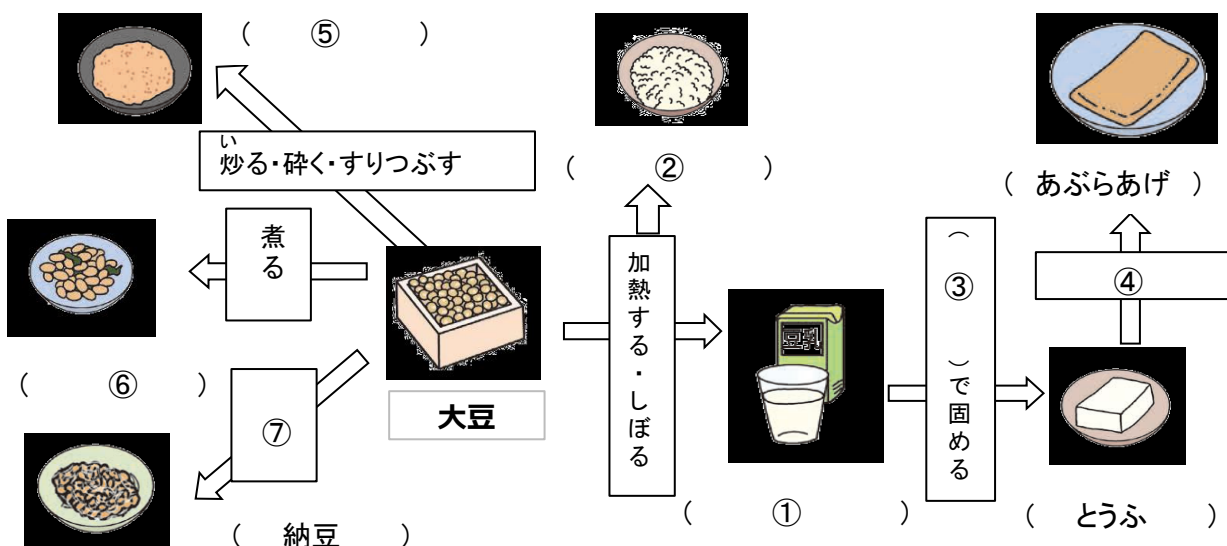 ( ⑤ )
い
炒る・砕く・すりつぶす
煮る
( ⑥ )
⑦
( 納豆 )
大豆
( ② )
加熱する・しぼる
豆乳
( ① )
( ③ )で固める
( あぶらあげ )
④
( とうふ )